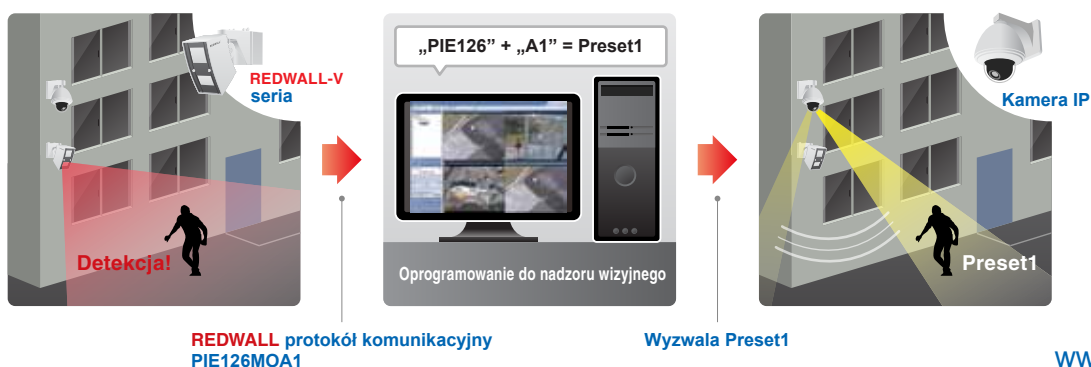 REDWALL-V
seria
Detekcja!
„PIE126” + „A1” = Preset1
Oprogramowanie do nadzoru wizyjnego
Kamera IP
Preset1
REDWALL protokół komunikacyjny
PIE126MOA1
Wyzwala Preset1